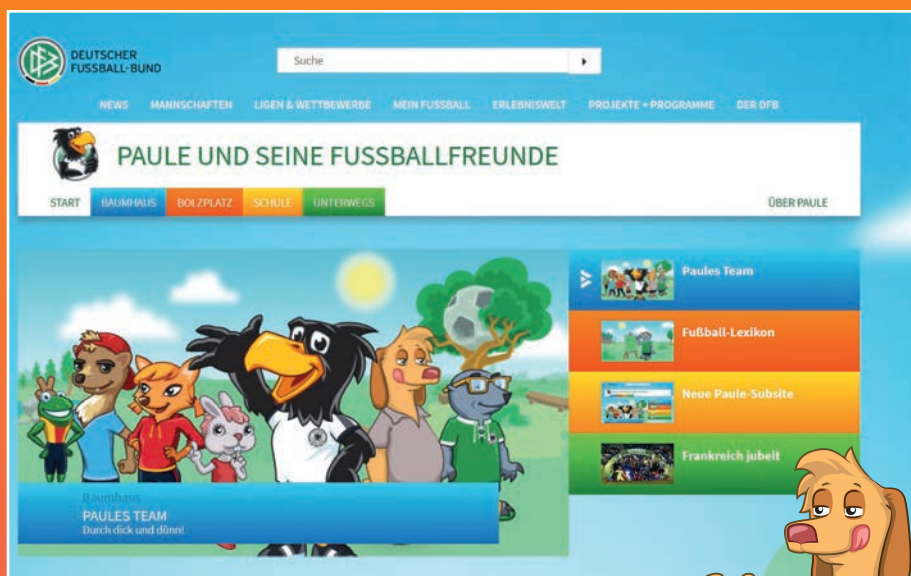 DEUTSCHER
FUSSBALL-BUND
Suche
NEWS MANNSCHAFTEN LIGEN & WETTBEWERBE MEIN FUSSBALL ERLEBNISWELT PROJEKTE + PROGRAMME DER DFB
PAULE UND SEINE FUSSBALLFREUNDE
START BAUMHAUS BOLZPLATZ SCHULE UNTERWEGS ÜBER PAULE
Paules Team
Fußball-Lexikon
Neue Paule-Subsite
Frankreich jubelt
Baumhaus
PAULES TEAM
Durch dick und dünn!